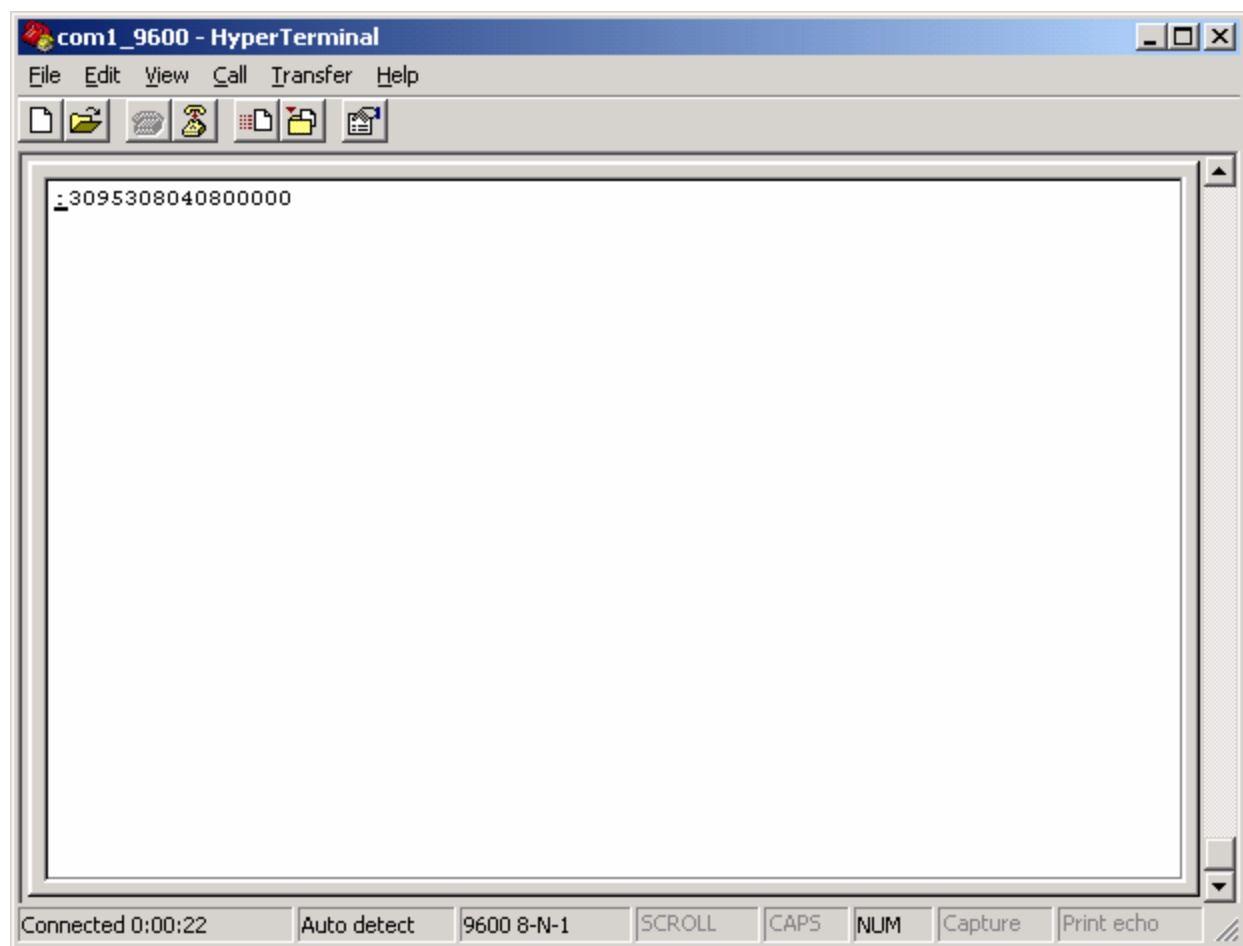 com1_9600 - HyperTerminal
File Edit View Call Transfer Help
:3095308040800000
Connected 0:00:22 Auto detect 9600 8-N-1 SCROLL CAPS NUM Capture Print echo